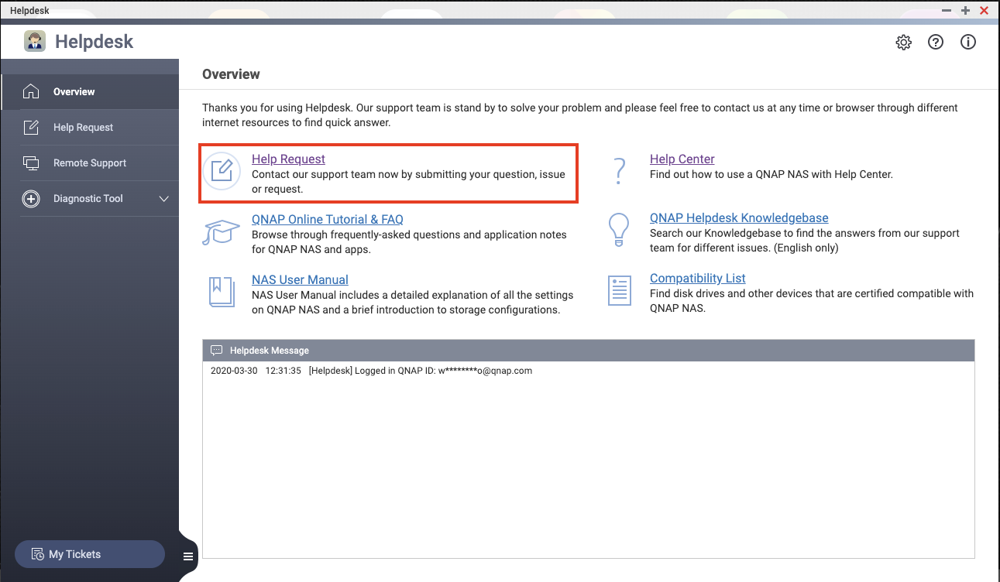 Helpdesk
Helpdesk
Overview
Help Request
Remote Support
Diagnostic Tool
My Tickets
Overview
Thanks you for using Helpdesk. Our support team is stand by to solve your problem and please feel free to contact us at any time or browser through different
internet resources to find quick answer.
Help Request
Contact our support team now by submitting your question, issue
or request.
Help Center
Find out how to use a QNAP NAS with Help Center.
QNAP Online Tutorial & FAQ
Browse through frequently-asked questions and application notes
for QNAP NAS and apps.
QNAP Helpdesk Knowledgebase
Search our Knowledgebase to find the answers from our support
team for different issues. (English only)
NAS User Manual
NAS User Manual includes a detailed explanation of all the settings
on QNAP NAS and a brief introduction to storage configurations.
Compatibility List
Find disk drives and other devices that are certified compatible with
QNAP NAS.
Helpdesk Message
2020-03-30 12:31:35 [Helpdesk] Logged in QNAP ID: w********o@qnap.com